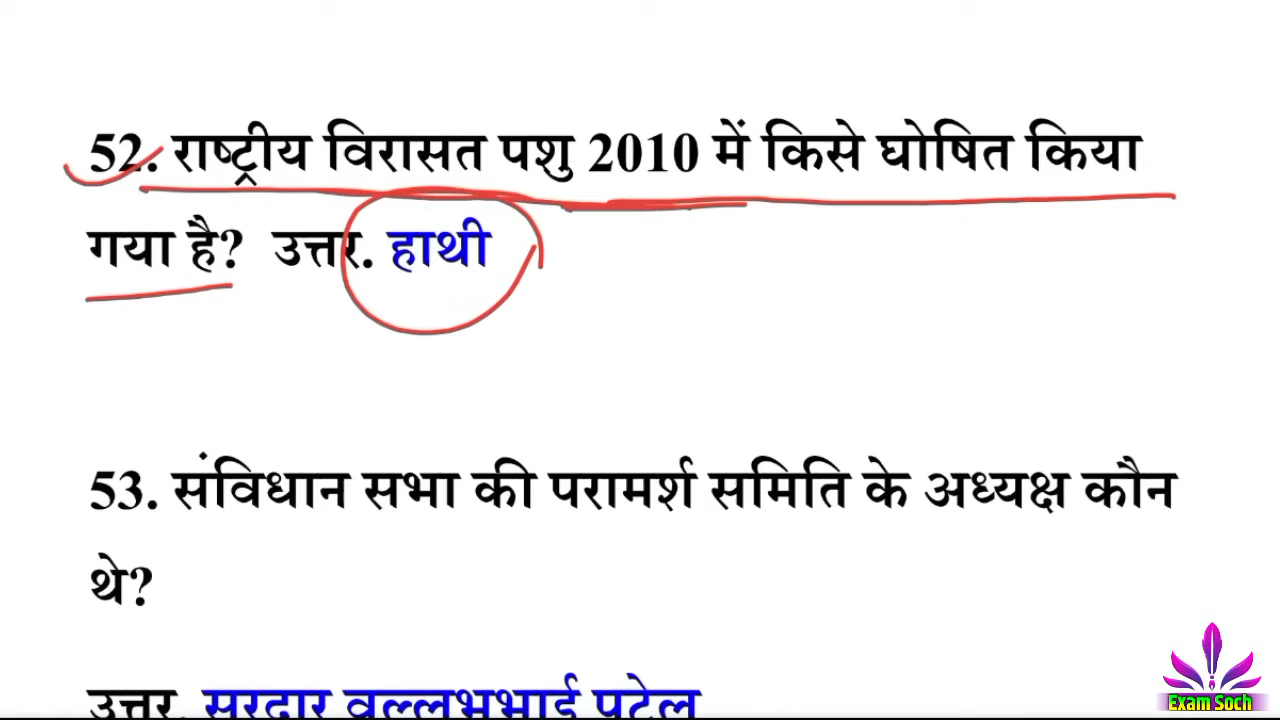 52. राष्ट्रीय विरासत पशु 2010 में किसे घोषित किया
गया है? उत्तर. हाथी
53. संविधान सभा की परामर्श समिति के अध्यक्ष कौन
थे?
उत्तर. सरदार वल्लभभाई पटेल
Exam Soch